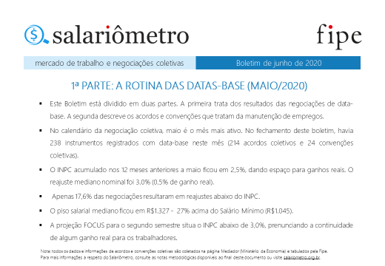 salariômetro
fipe
mercado de trabalho e negociações coletivas
Boletim de junho de 2020
1ª PARTE: A ROTINA DAS DATAS-BASE (MAIO/2020)
▪ Este Boletim está dividido em duas partes. A primeira trata dos resultados das negociações de data-
base. A segunda descreve os acordos e convenções que tratam da manutenção de empregos.
▪ No calendário da negociação coletiva, maio é o mês mais ativo. No fechamento deste boletim, havia
238 instrumentos registrados com data-base neste mês (214 acordos coletivos e 24 convenções
coletivas).
▪ O INPC acumulado nos 12 meses anteriores a maio ficou em 2,5%, dando espaço para ganhos reais. O
reajuste mediano nominal foi 3,0% (0,5% de ganho real).
▪ Apenas 17,6% das negociações resultaram em reajustes abaixo do INPC.
▪ O piso salarial mediano ficou em R$1.327 - 27% acima do Salário Mínimo (R$1.045).
▪ A projeção FOCUS para o segundo semestre situa o INPC abaixo de 3,0%, prenunciando a continuidade
de algum ganho real para os trabalhadores.
Nota: todos os dados e informações de acordos e convenções coletivas são coletados na página Mediador (Ministério da Economia) e tabulados pela Fipe.
Para mais informações a respeito do Salariômetro, consulte as notas metodológicas disponíveis ao final deste documento ou visite salariometro.org.br.